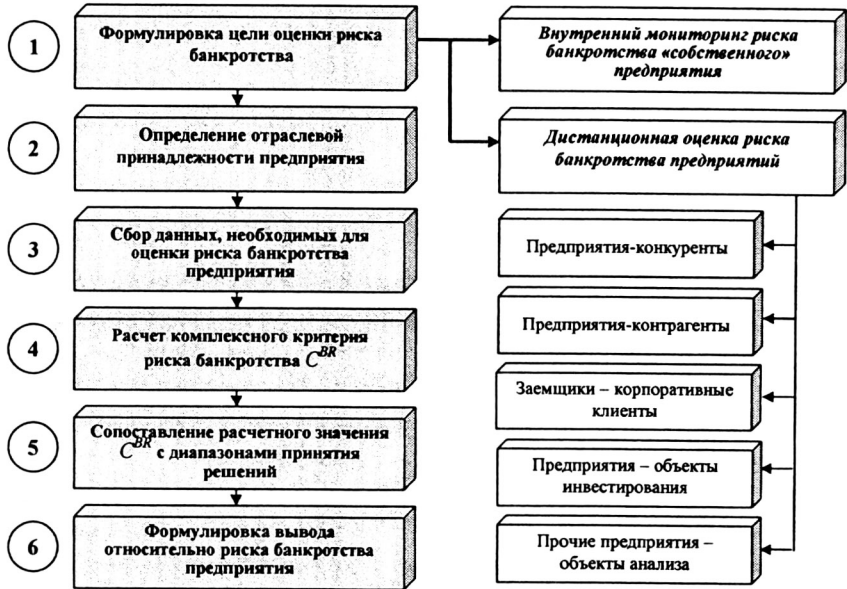 1
Формулировка цели оценки риска
банкротства
Внутренний мониторинг риска
банкротства «собственного»
предприятия
2
Определение отраслевой
принадлежности предприятия
Дистанционная оценка риска
банкротства предприятий
3
Сбор данных, необходимых для
оценки риска банкротства
предприятия
Предприятия-конкуренты
4
Расчет комплексного критерия
риска банкротства C^BR
Предприятия-контрагенты
Заемщики – корпоративные
клиенты
5
Сопоставление расчетного значения
C^BR с диапазонами принятия
решений
Предприятия – объекты
инвестирования
6
Формулировка вывода
относительно риска банкротства
предприятия
Прочие предприятия –
объекты анализа